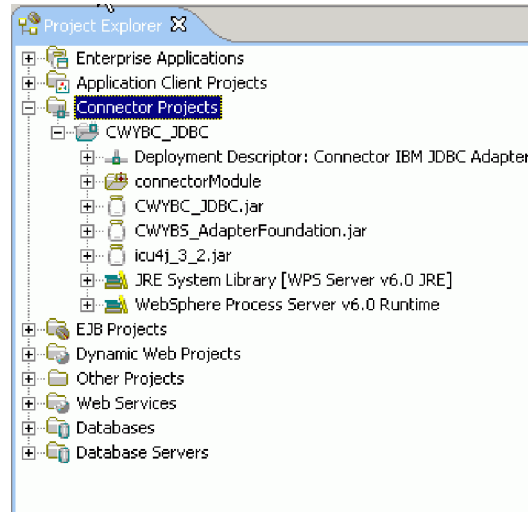 Project Explorer
Enterprise Applications
Application Client Projects
Connector Projects
CWYBC_JDBC
Deployment Descriptor: Connector IBM JDBC Adapter
connectorModule
CWYBC_JDBC.jar
CWYBS_AdapterFoundation.jar
icu4j_3_2.jar
JRE System Library [WPS Server v6.0 JRE]
WebSphere Process Server v6.0 Runtime
EJB Projects
Dynamic Web Projects
Other Projects
Web Services
Databases
Database Servers